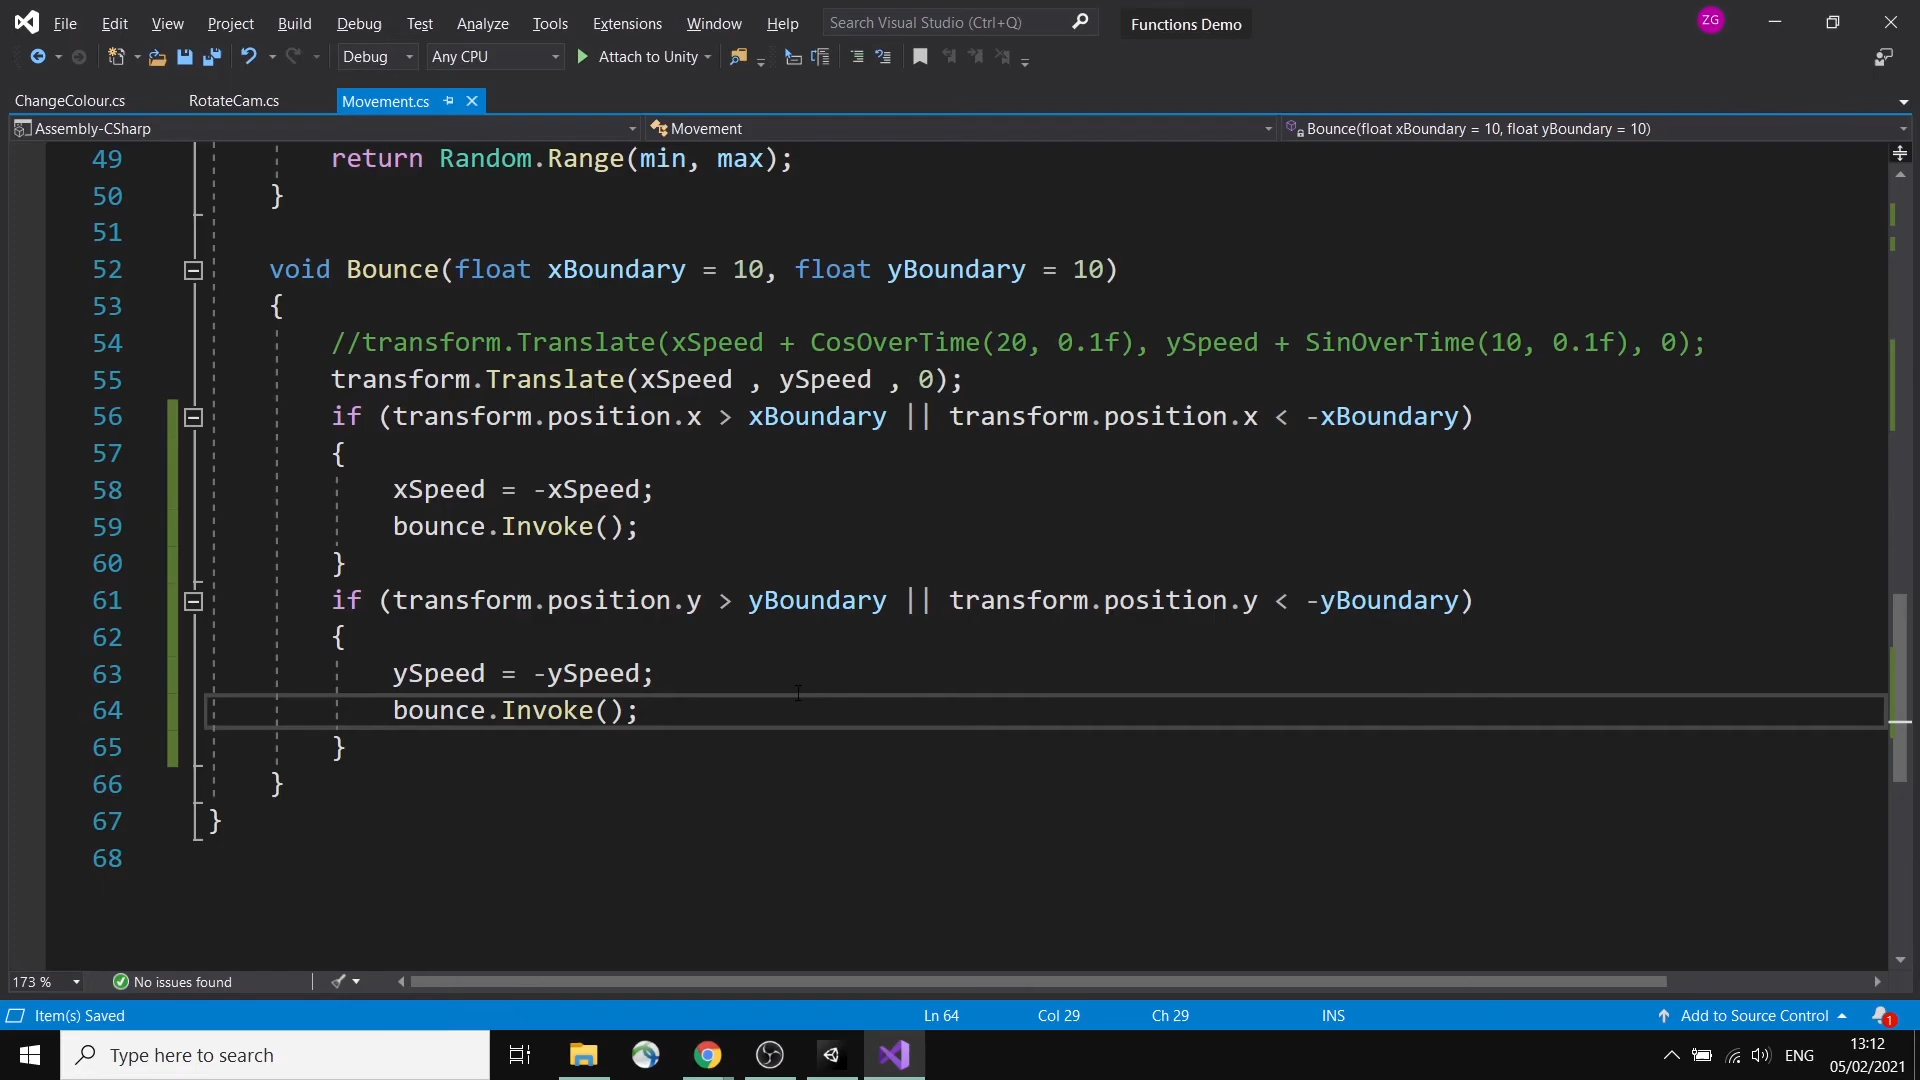 File Edit View Project Build Debug Test Analyze Tools Extensions Window Help Search Visual Studio (Ctrl+Q) Functions Demo ZG
Debug Any CPU Attach to Unity
ChangeColour.cs RotateCam.cs Movement.cs
Assembly-CSharp Movement Bounce(float xBoundary = 10, float yBoundary = 10)
49 return Random.Range(min, max);
50 }
51
52 void Bounce(float xBoundary = 10, float yBoundary = 10)
53 {
54 //transform.Translate(xSpeed + CosOverTime(20, 0.1f), ySpeed + SinOverTime(10, 0.1f), 0);
55 transform.Translate(xSpeed , ySpeed , 0);
56 if (transform.position.x > xBoundary || transform.position.x < -xBoundary)
57 {
58 xSpeed = -xSpeed;
59 bounce.Invoke();
60 }
61 if (transform.position.y > yBoundary || transform.position.y < -yBoundary)
62 {
63 ySpeed = -ySpeed;
64 bounce.Invoke();
65 }
66 }
67 }
68
173 % No issues found
Item(s) Saved Ln 64 Col 29 Ch 29 INS Add to Source Control 1
Type here to search ENG 13:12
05/02/2021